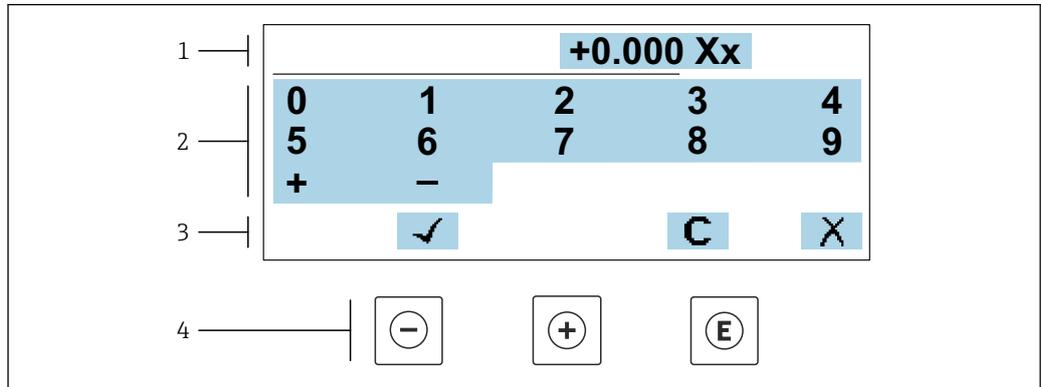 1 +0.000 Xx
0 1 2 3 4
2 5 6 7 8 9
+ −
3 ✓ C X
4 − + E